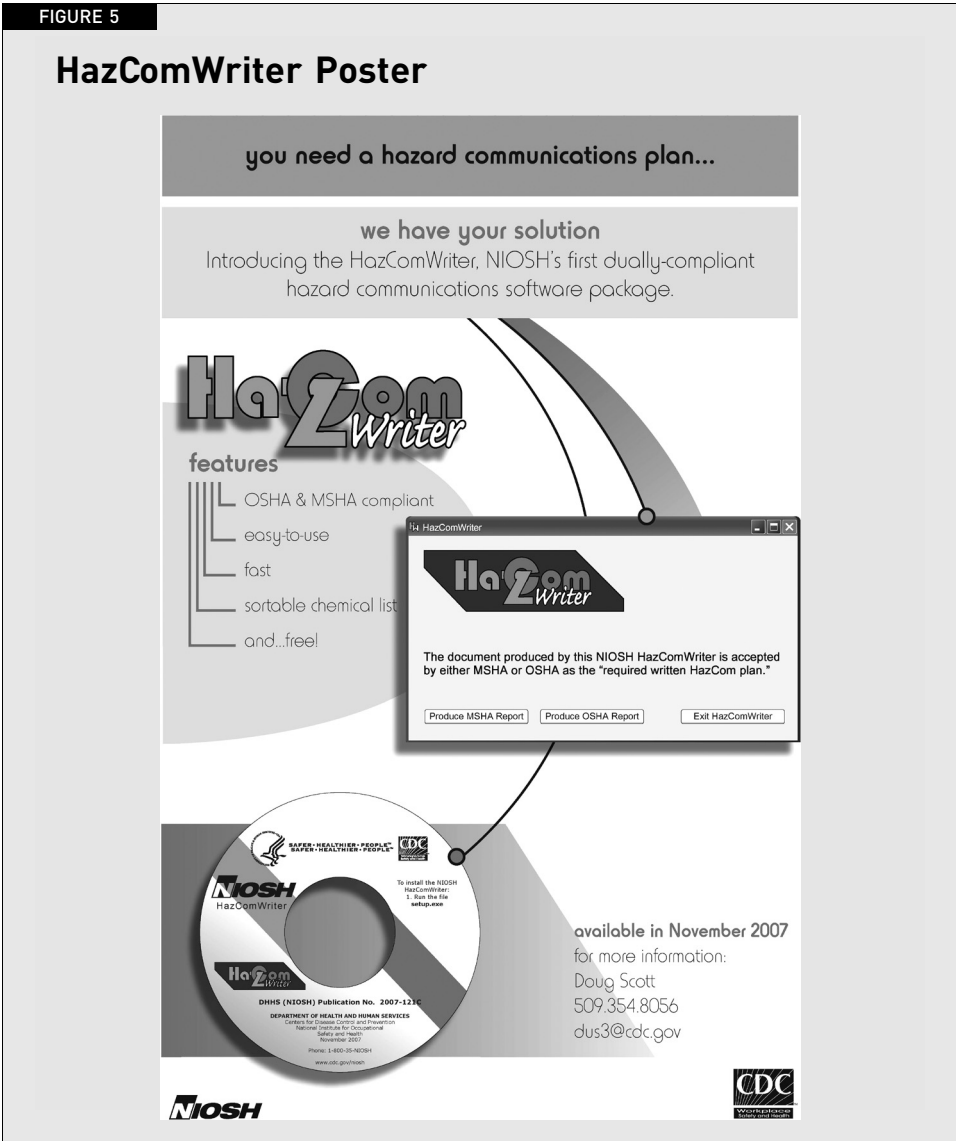 FIGURE 5
HazComWriter Poster
you need a hazard communications plan...
we have your solution
Introducing the HazComWriter, NIOSH's first dually-compliant
hazard communications software package.
HazCom
Writer
features
OSHA & MSHA compliant
easy-to-use
fast
sortable chemical list
and...free!
HazComWriter
HazCom
Writer
The document produced by this NIOSH HazComWriter is accepted
by either MSHA or OSHA as the “required written HazCom plan.”
Produce MSHA Report
Produce OSHA Report
Exit HazComWriter
SAFER·HEALTHIER·PEOPLE™
SAFER·HEALTHIER·PEOPLE™
CDC
NIOSH
HazComWriter
To install the NIOSH
HazComWriter:
1. Run the file
setup.exe
HazCom
Writer
DHHS (NIOSH) Publication No. 2007-121C
DEPARTMENT OF HEALTH AND HUMAN SERVICES
Centers for Disease Control and Prevention
National Institute for Occupational
Safety and Health
November 2007
Phone: 1-800-35-NIOSH
www.cdc.gov/niosh
available in November 2007
for more information:
Doug Scott
509.354.8056
dus3@cdc.gov
NIOSH
CDC
Workplace
Safety and Health